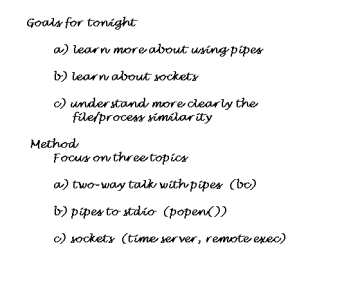 Goals for tonight
a) learn more about using pipes
b) learn about sockets
c) understand more clearly the
file/process similarity
Method
Focus on three topics
a) two-way talk with pipes (bc)
b) pipes to stdio (popen())
c) sockets (time server, remote exec)